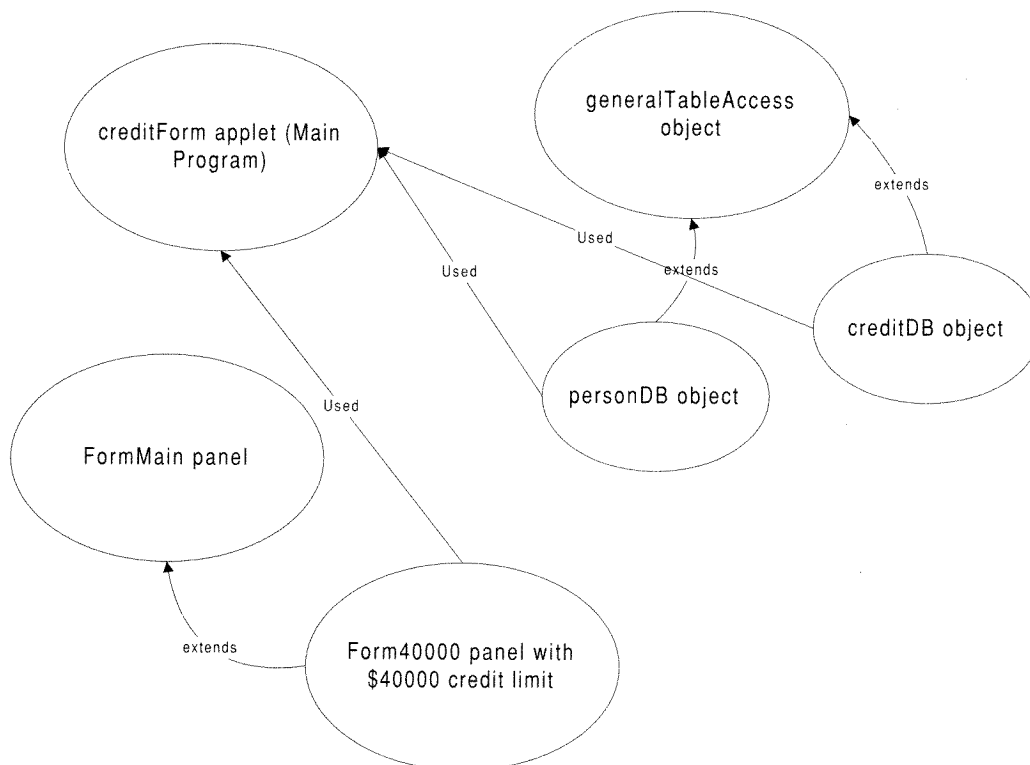 generalTableAccess
object
creditForm applet (Main
Program)
extends
Used
Used
extends
creditDB object
personDB object
Used
FormMain panel
extends
Form40000 panel with
$40000 credit limit